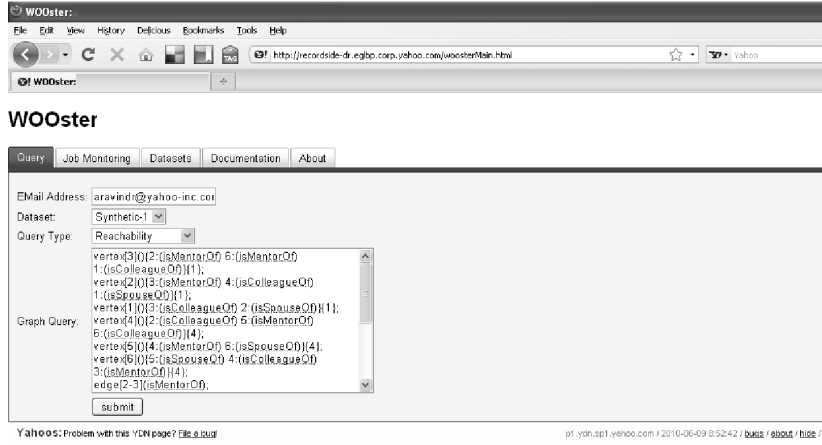 WOOster:
File Edit View History Delicious Bookmarks Tools Help
TAG http://recordside-dr.eglbp.corp.yahoo.com/woosterMain.html Yahoo
WOOster:
WOOster
Query Job Monitoring Datasets Documentation About
EMail Address: aravindr@yahoo-inc.cor
Dataset: Synthetic-1
Query Type: Reachability
Graph Query:
vertex[3](){2:(isMentorOf) 6:(isMentorOf)
1:(isColleagueOf)}{1};
vertex[2](){3:(isMentorOf) 4:(isColleagueOf)
1:(isSpouseOf)}{1};
vertex[1](){3:(isColleagueOf) 2:(isSpouseOf)}{1};
vertex[4](){2:(isColleagueOf) 5:(isMentorOf)
6:(isColleagueOf)}{4};
vertex[5](){4:(isMentorOf) 6:(isSpouseOf)}{4};
vertex[6](){5:(isSpouseOf) 4:(isColleagueOf)
3:(isMentorOf)}{4};
edge[2-3](isMentorOf);
submit
Yahoos: Problem with this YDN page? File a bug!
p1.ydn.sp1.yahoo.com / 2010-06-09 8:52:42 / bugs / about / hide /